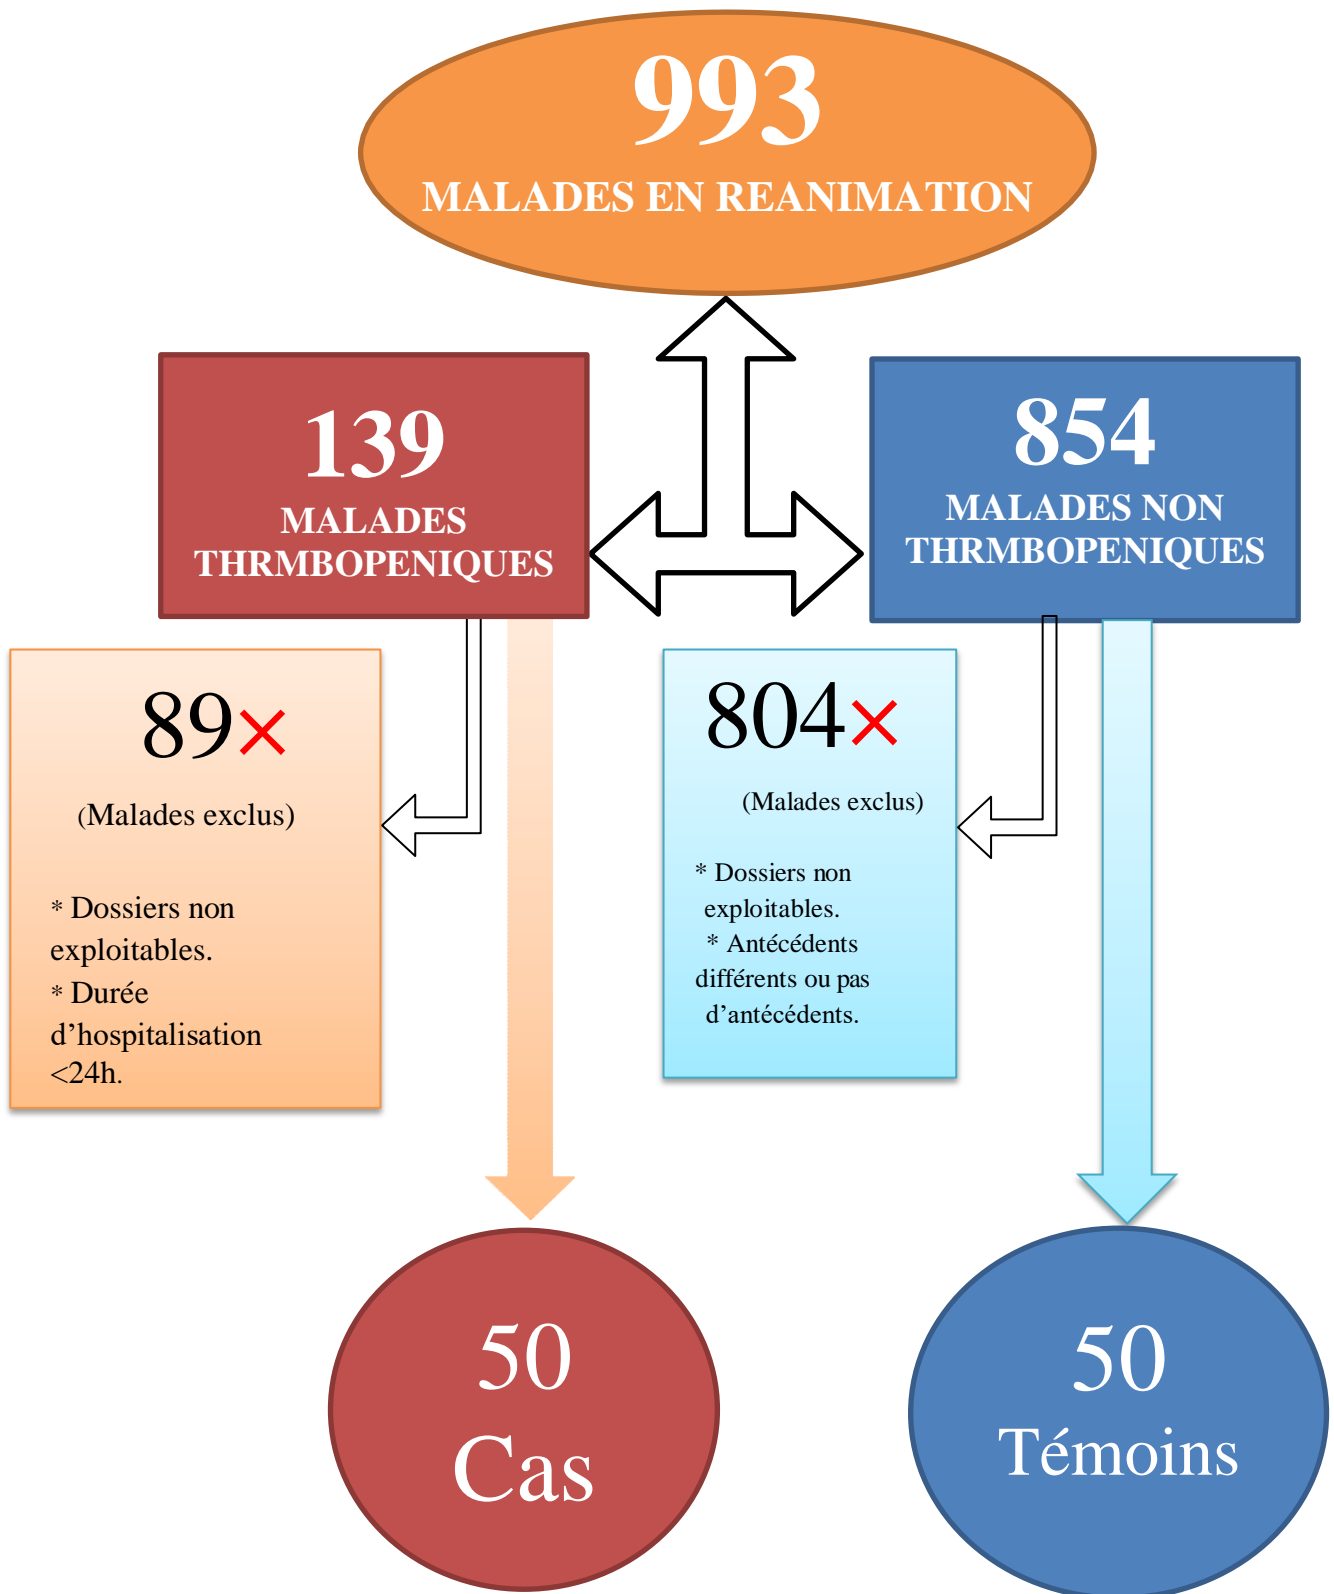 993
MALADES EN REANIMATION
139
MALADES
THRMBOPENIQUES
854
MALADES NON
THRMBOPENIQUES
89×
(Malades exclus)
* Dossiers non
exploitables.
* Durée
d’hospitalisation
<24h.
804×
(Malades exclus)
* Dossiers non
exploitables.
* Antécédents
différents ou pas
d’antécédents.
50
Cas
50
Témoins